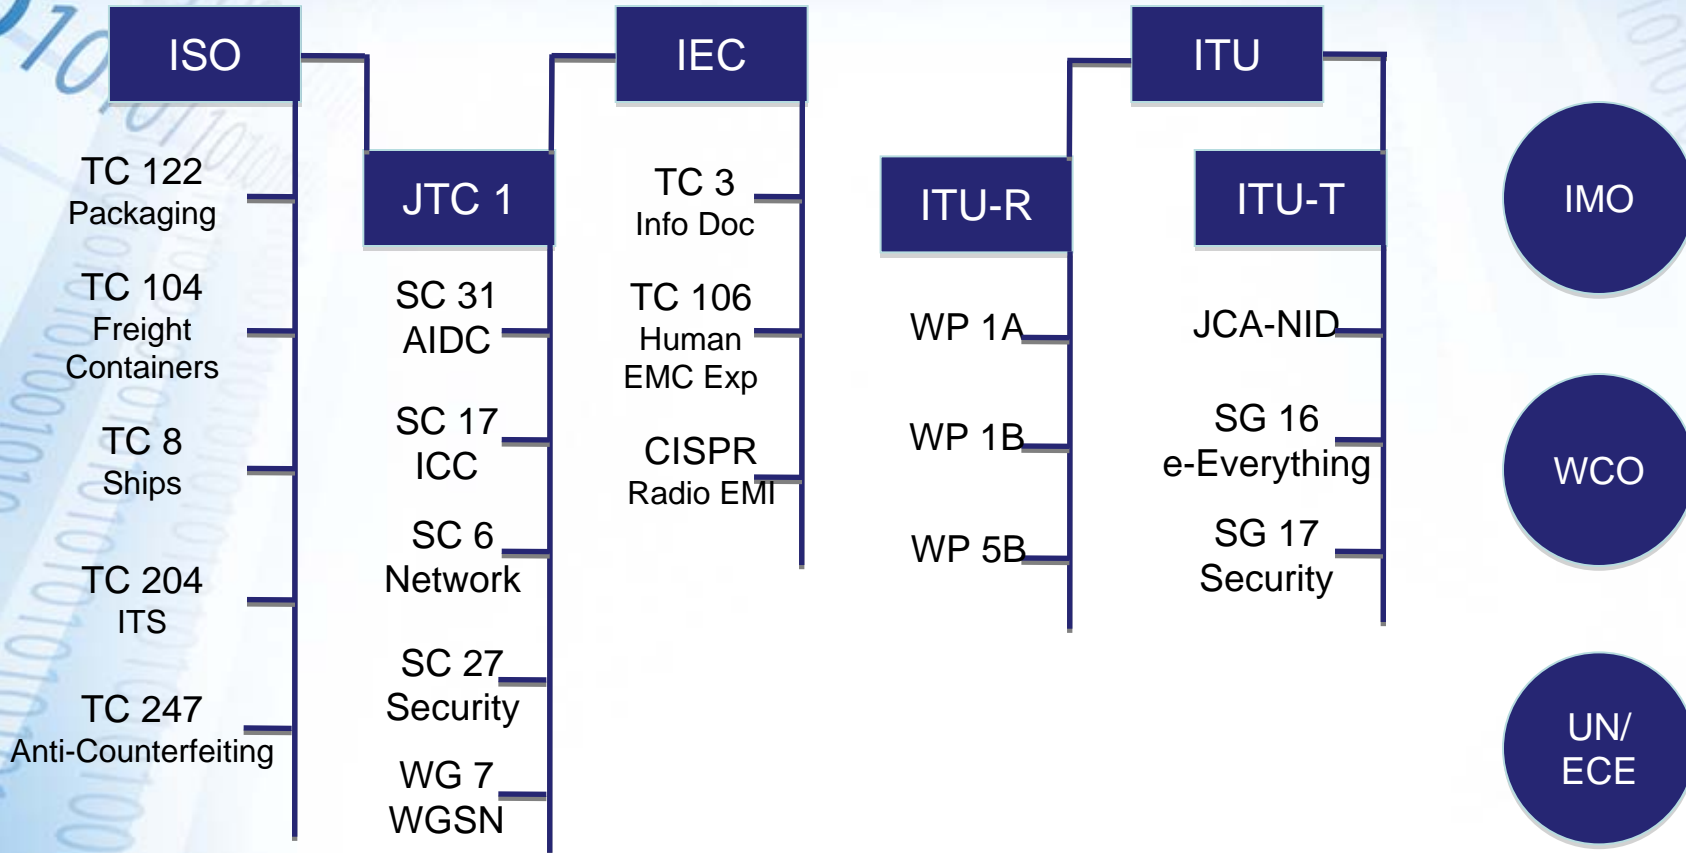 ISO
IEC
ITU
JTC 1
ITU-R
ITU-T
TC 122
Packaging
TC 104
Freight
Containers
TC 8
Ships
TC 204
ITS
TC 247
Anti-Counterfeiting
SC 31
AIDC
SC 17
ICC
SC 6
Network
SC 27
Security
WG 7
WGSN
TC 3
Info Doc
TC 106
Human
EMC Exp
CISPR
Radio EMI
WP 1A
WP 1B
WP 5B
JCA-NID
SG 16
e-Everything
SG 17
Security
IMO
WCO
UN/
ECE